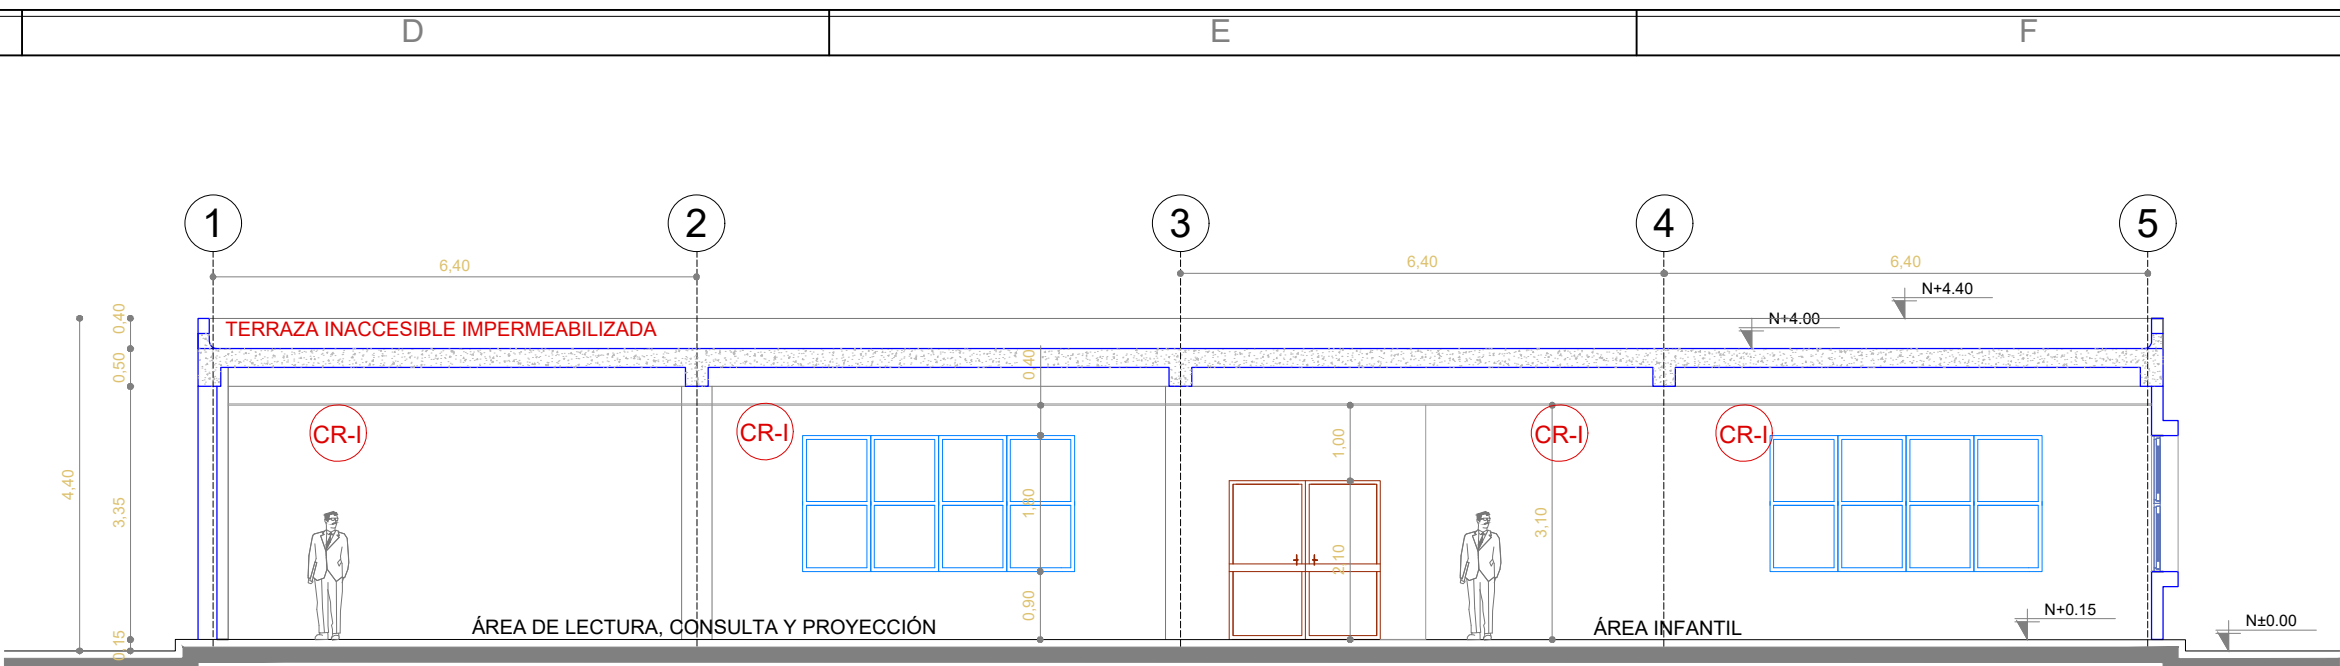 D E F
1 2 3 4 5
6,40 6,40 6,40
N+4.40
N+4.00
TERRAZA INACCESIBLE IMPERMEABILIZADA
0,40
0,50
0,40
CR-I CR-I CR-I CR-I
4,40
3,35
1,00
1,80
3,10
2,10
0,90
N+0.15
N±0.00
ÁREA DE LECTURA, CONSULTA Y PROYECCIÓN
ÁREA INFANTIL
0,15